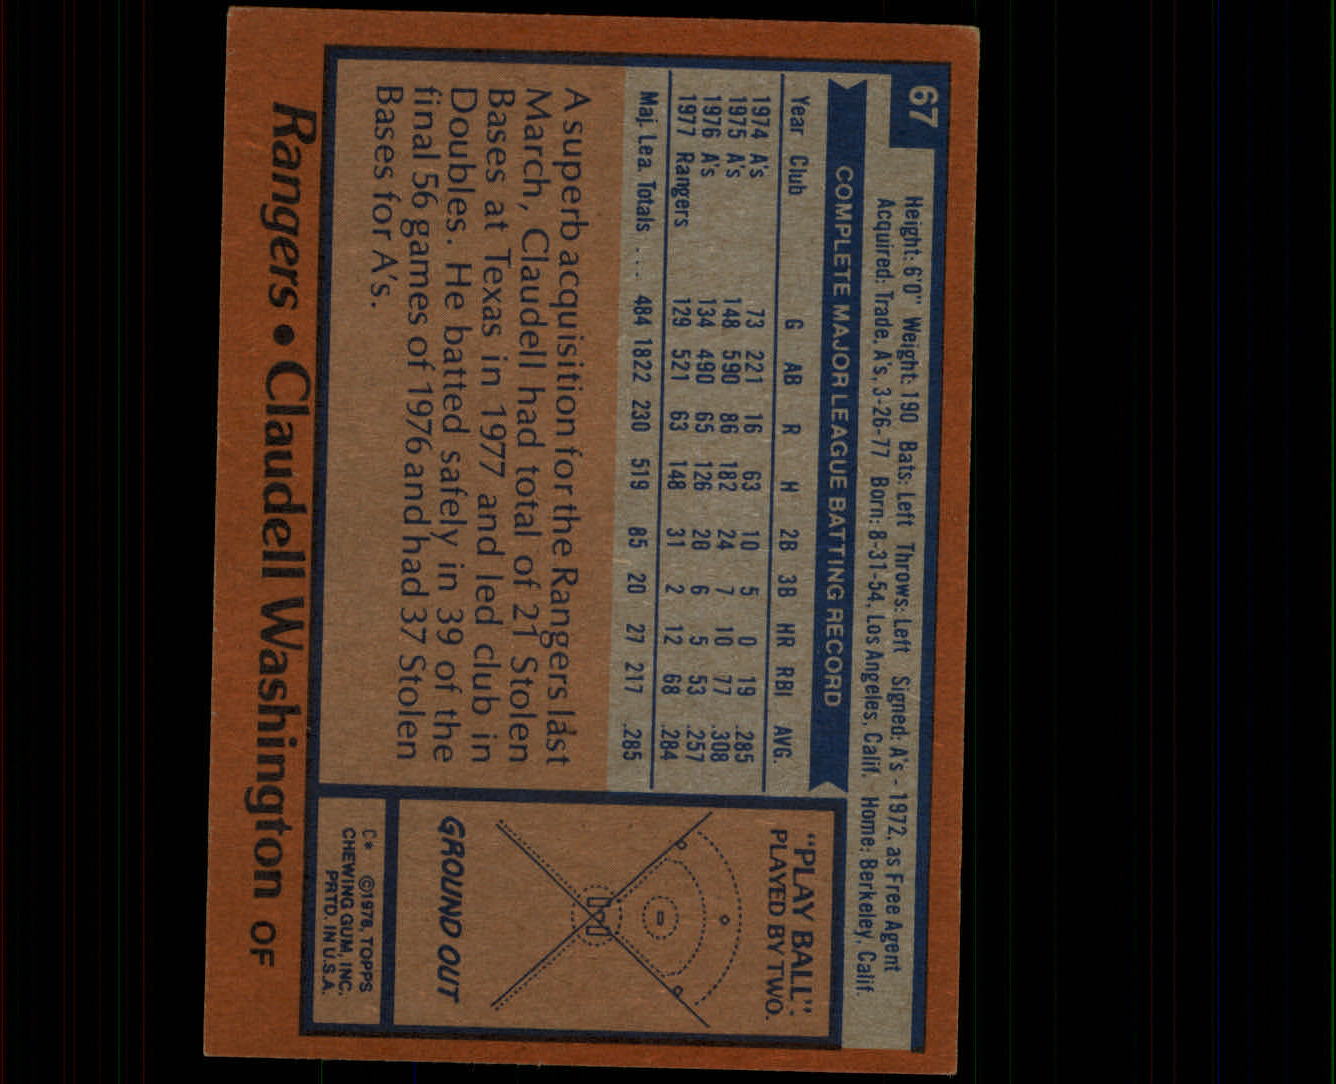 67
Height: 6'0" Weight: 190 Bats: Left Throws: Left Signed: A's - 1972, as Free Agent
Acquired: Trade, A's, 3-26-77 Born: 8-31-54, Los Angeles, Calif. Home: Berkeley, Calif.
COMPLETE MAJOR LEAGUE BATTING RECORD
Year Club G AB R H 2B 3B HR RBI AVG.
1974 A's 73 221 16 63 10 5 0 19 .285
1975 A's 148 590 86 182 24 7 10 77 .308
1976 A's 134 490 65 126 20 6 5 53 .257
1977 Rangers 129 521 63 148 31 2 12 68 .284
Maj. Lea. Totals .... 484 1822 230 519 85 20 27 217 .285
A superb acquisition for the Rangers last
March, Claudell had total of 21 Stolen
Bases at Texas in 1977 and led club in
Doubles. He batted safely in 39 of the
final 56 games of 1976 and had 37 Stolen
Bases for A's.
"PLAY BALL":
PLAYED BY TWO.
GROUND OUT
C* ©1978, TOPPS
CHEWING GUM, INC.
PRTD. IN U.S.A.
Rangers • Claudell Washington OF